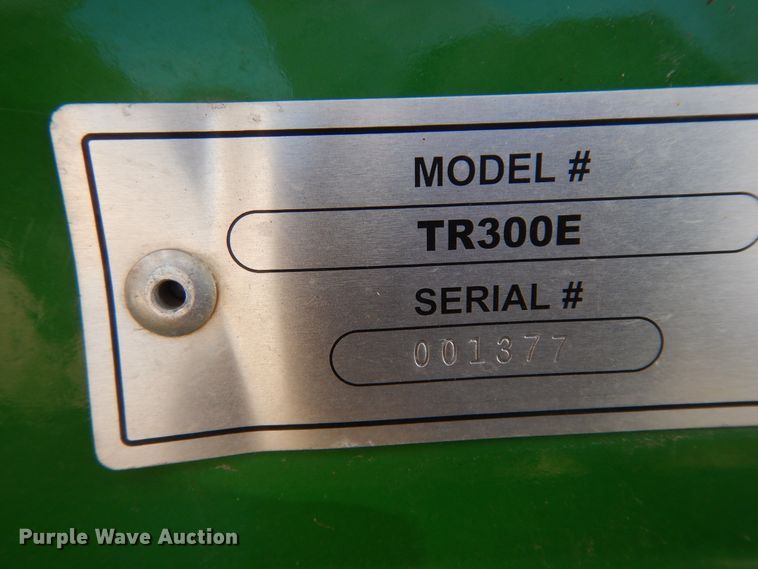 MODEL #
TR300E
SERIAL #
001377
Purple Wave Auction